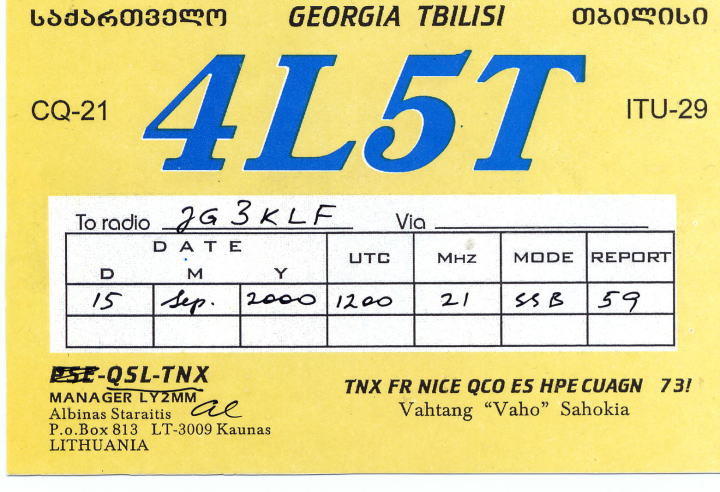 საქართველო GEORGIA TBILISI თბილისი
4L5T
CQ-21 ITU-29
To radio JG3KLF Via
DATE UTC MHZ MODE REPORT
D M Y
15 Sep. 2000 1200 21 SSB 59
PSE-QSL-TNX
MANAGER LY2MM
Albinas Staraitis al
P.o.Box 813 LT-3009 Kaunas
LITHUANIA
TNX FR NICE QCO ES HPE CUAGN 73!
Vahtang "Vaho" Sahokia